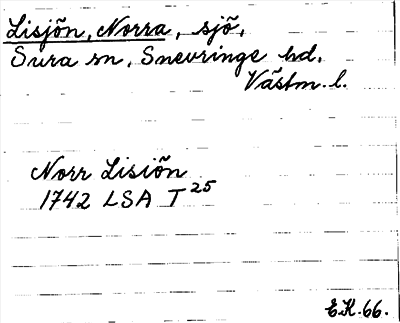 Lisjön, Norra, sjö,
Sura sn, Snevringe hd,
Västm. l.
Norr Lisiön
1742 LSA T25
E.K. 66.